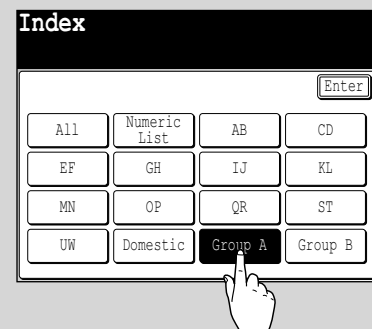 Index
Enter
All
Numeric
List
AB
CD
EF
GH
IJ
KL
MN
OP
QR
ST
UW
Domestic
Group A
Group B